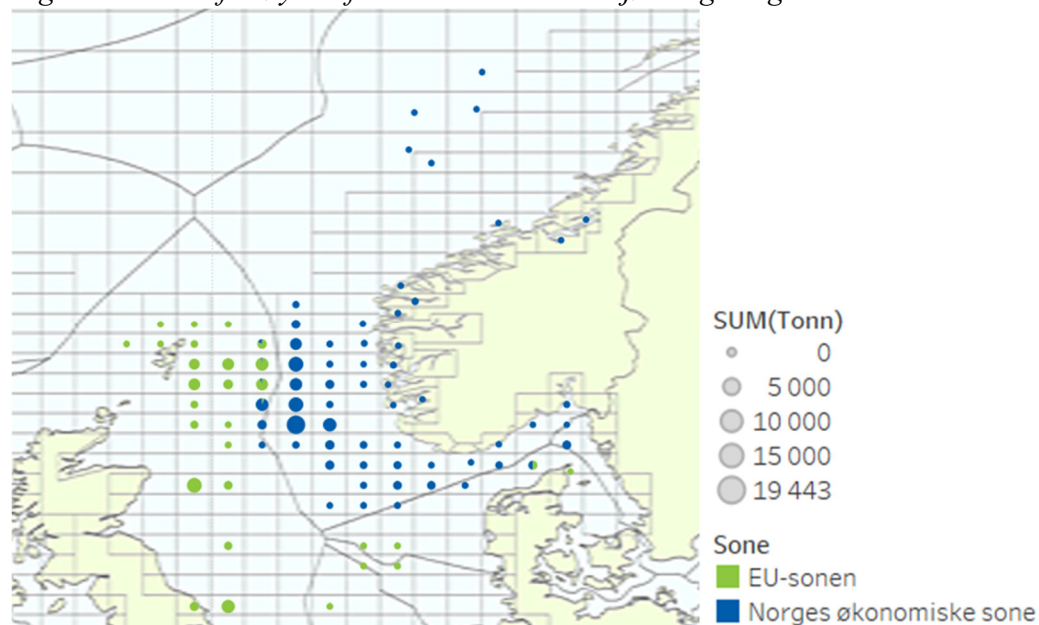 SUM(Tonn)
0
5 000
10 000
15 000
19 443
Sone
EU-sonen
Norges økonomiske sone